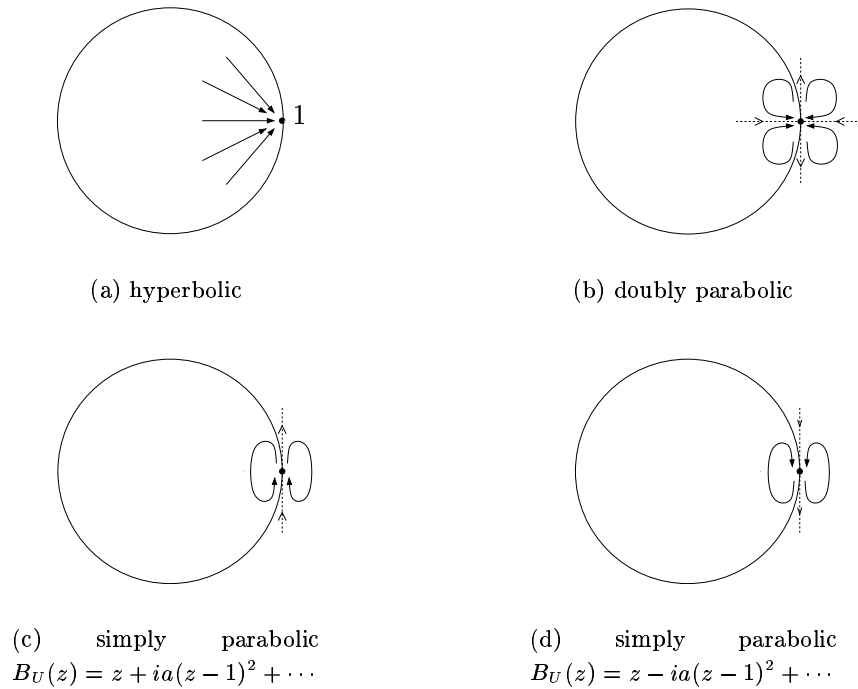 1
(a) hyperbolic
(b) doubly parabolic
(c) simply parabolic
B_U(z) = z + ia(z − 1)^2 + ⋯
(d) simply parabolic
B_U(z) = z − ia(z − 1)^2 + ⋯